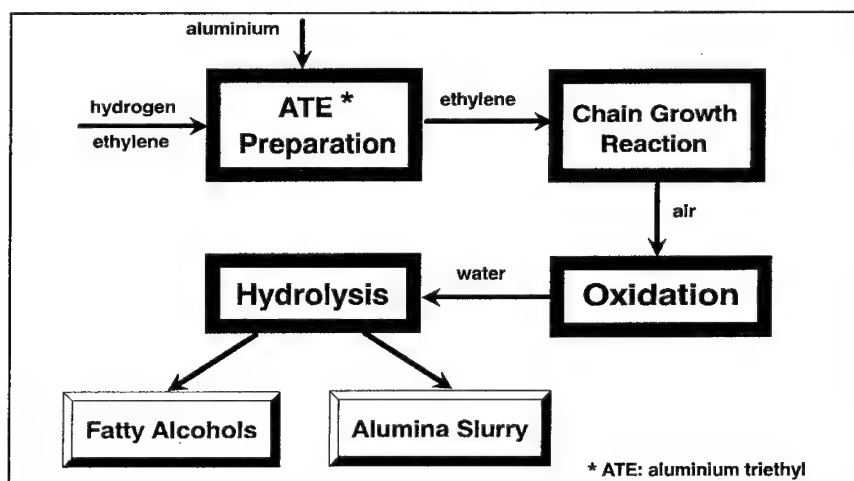 aluminium
hydrogen
ethylene
ATE *
Preparation
ethylene
Chain Growth
Reaction
air
Hydrolysis
water
Oxidation
Fatty Alcohols
Alumina Slurry
* ATE: aluminium triethyl